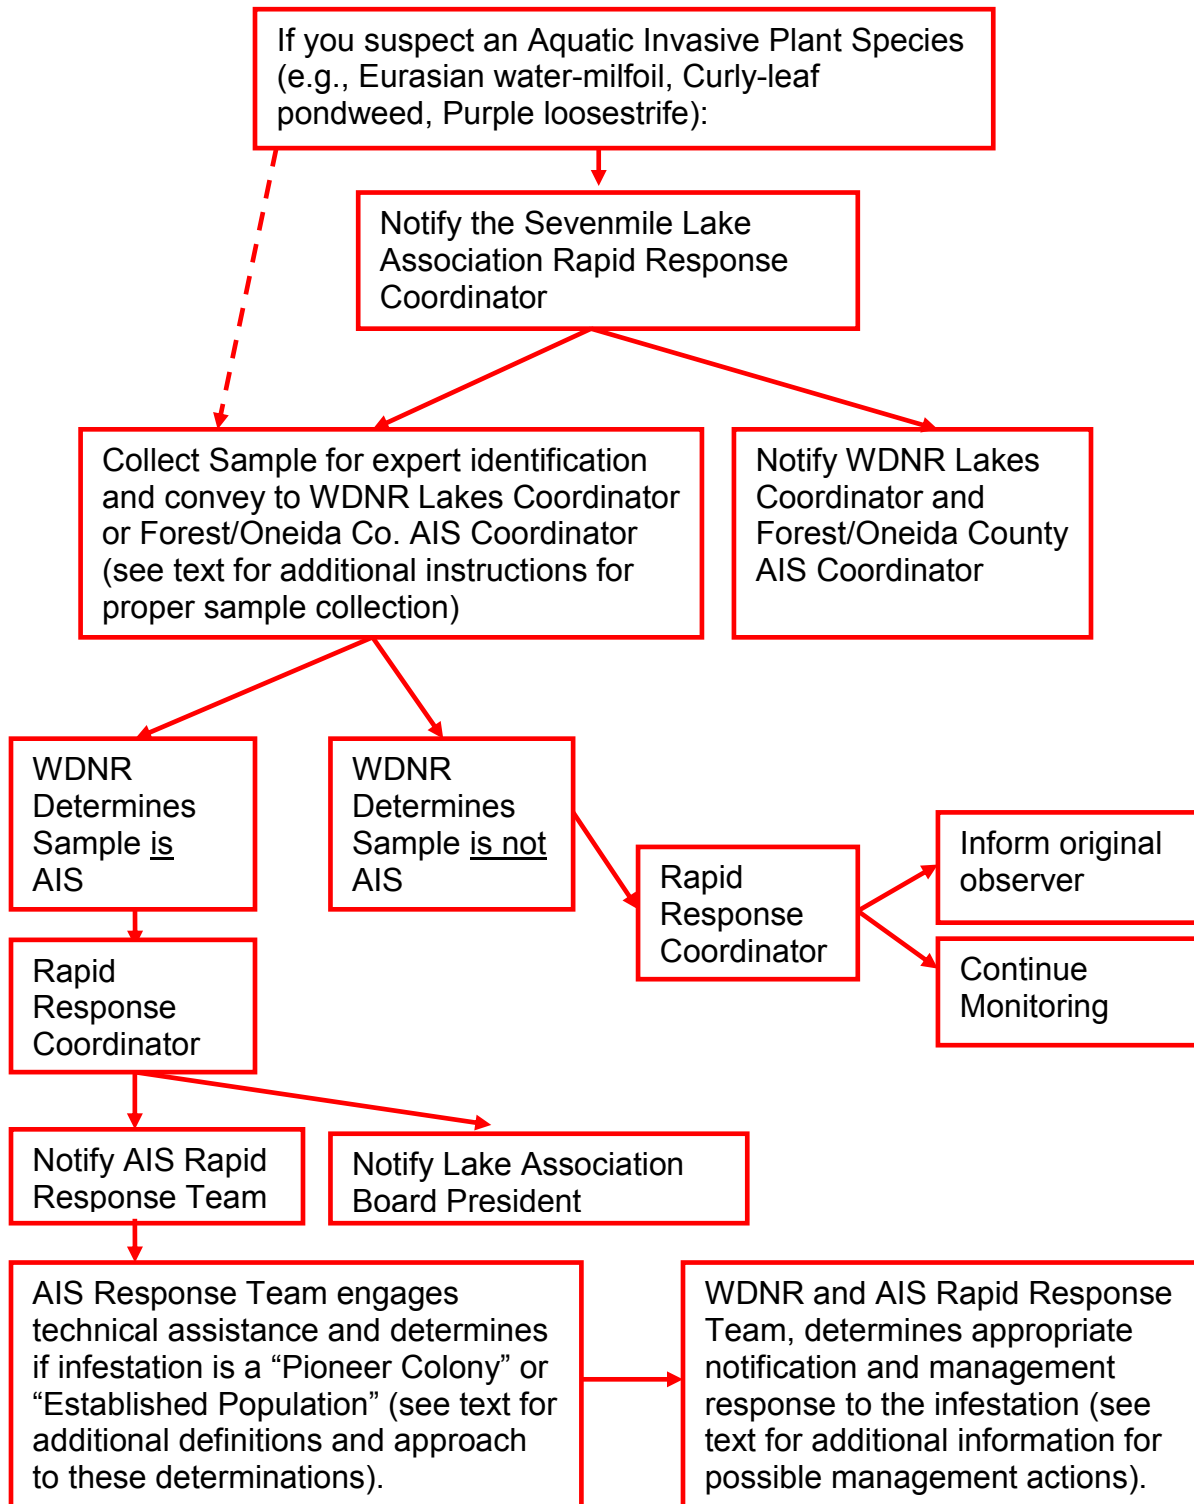 If you suspect an Aquatic Invasive Plant Species
(e.g., Eurasian water-milfoil, Curly-leaf
pondweed, Purple loosestrife):
Notify the Sevenmile Lake
Association Rapid Response
Coordinator
Collect Sample for expert identification
and convey to WDNR Lakes Coordinator
or Forest/Oneida Co. AIS Coordinator
(see text for additional instructions for
proper sample collection)
Notify WDNR Lakes
Coordinator and
Forest/Oneida County
AIS Coordinator
WDNR
Determines
Sample is
AIS
WDNR
Determines
Sample is not
AIS
Rapid
Response
Coordinator
Inform original
observer
Continue
Monitoring
Rapid
Response
Coordinator
Notify AIS Rapid
Response Team
Notify Lake Association
Board President
AIS Response Team engages
technical assistance and determines
if infestation is a “Pioneer Colony” or
“Established Population” (see text for
additional definitions and approach
to these determinations).
WDNR and AIS Rapid Response
Team, determines appropriate
notification and management
response to the infestation (see
text for additional information for
possible management actions).